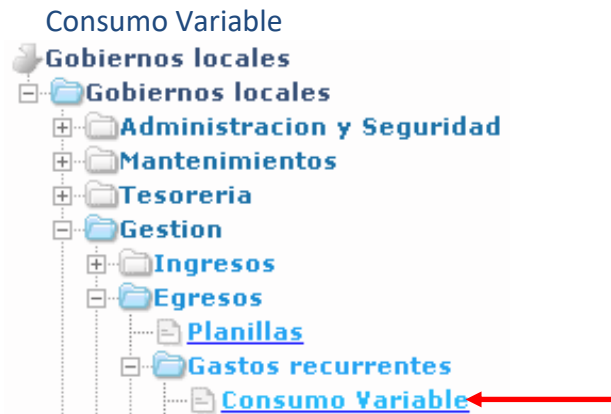 Consumo Variable
Gobiernos locales
Gobiernos locales
Administracion y Seguridad
Mantenimientos
Tesoreria
Gestion
Ingresos
Egresos
Planillas
Gastos recurrentes
Consumo Variable